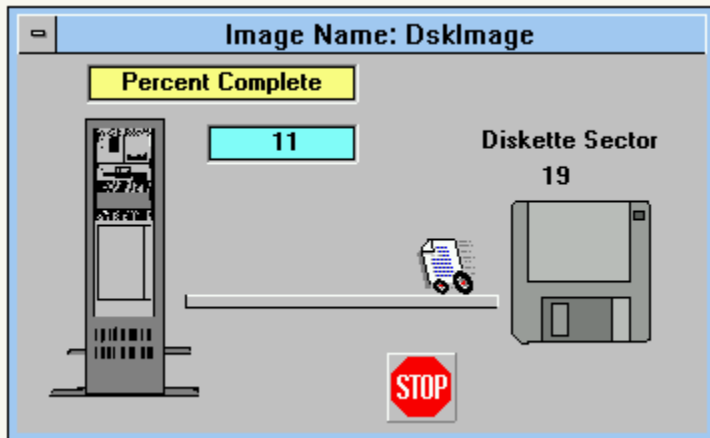 Image Name: DskImage
Percent Complete
11
Diskette Sector
19
STOP